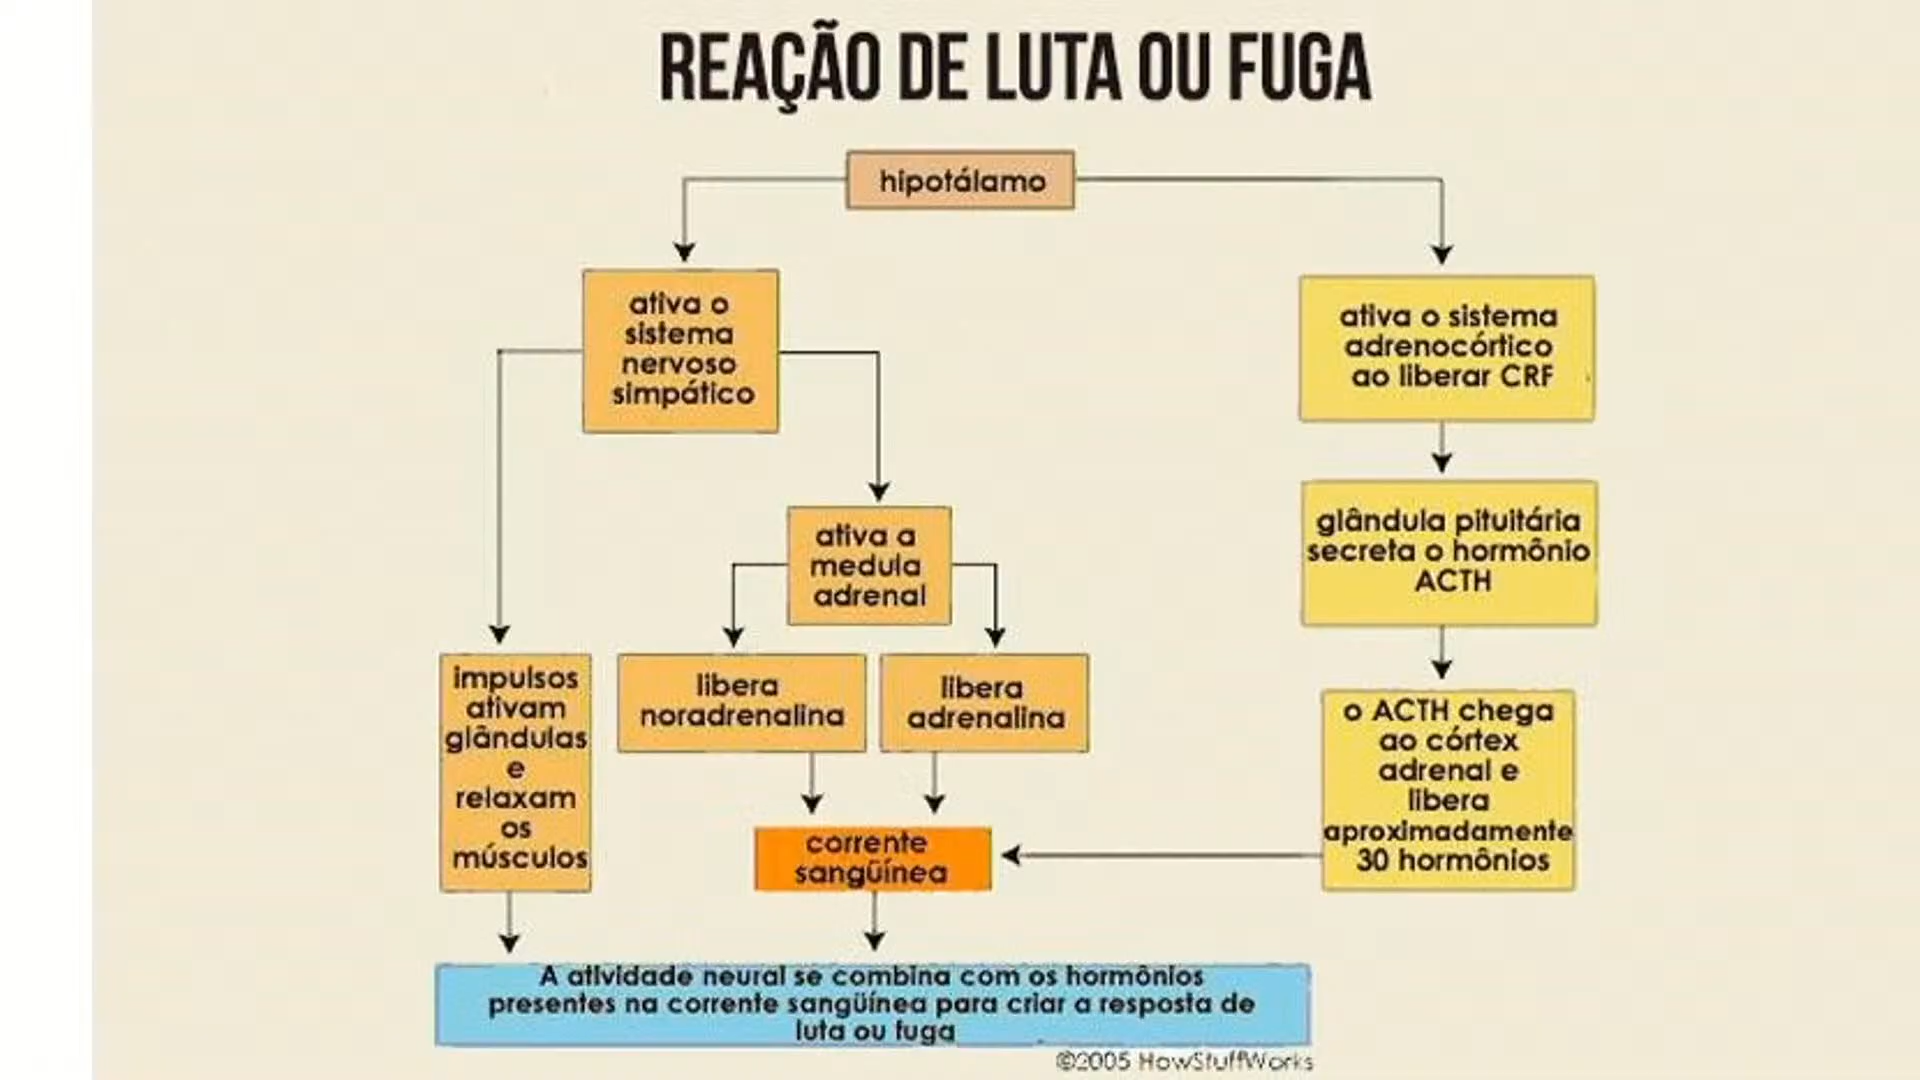 REAÇÃO DE LUTA OU FUGA
hipotálamo
ativa o
sistema
nervoso
simpático
ativa o sistema
adrenocórtico
ao liberar CRF
ativa a
medula
adrenal
glândula pituitária
secreta o hormônio
ACTH
impulsos
ativam
glândulas
e
relaxam
os
músculos
libera
noradrenalina
libera
adrenalina
o ACTH chega
ao córtex
adrenal e
libera
aproximadamente
30 hormônios
corrente
sangüínea
A atividade neural se combina com os hormônios
presentes na corrente sangüínea para criar a resposta de
luta ou fuga
©2005 HowStuffWorks